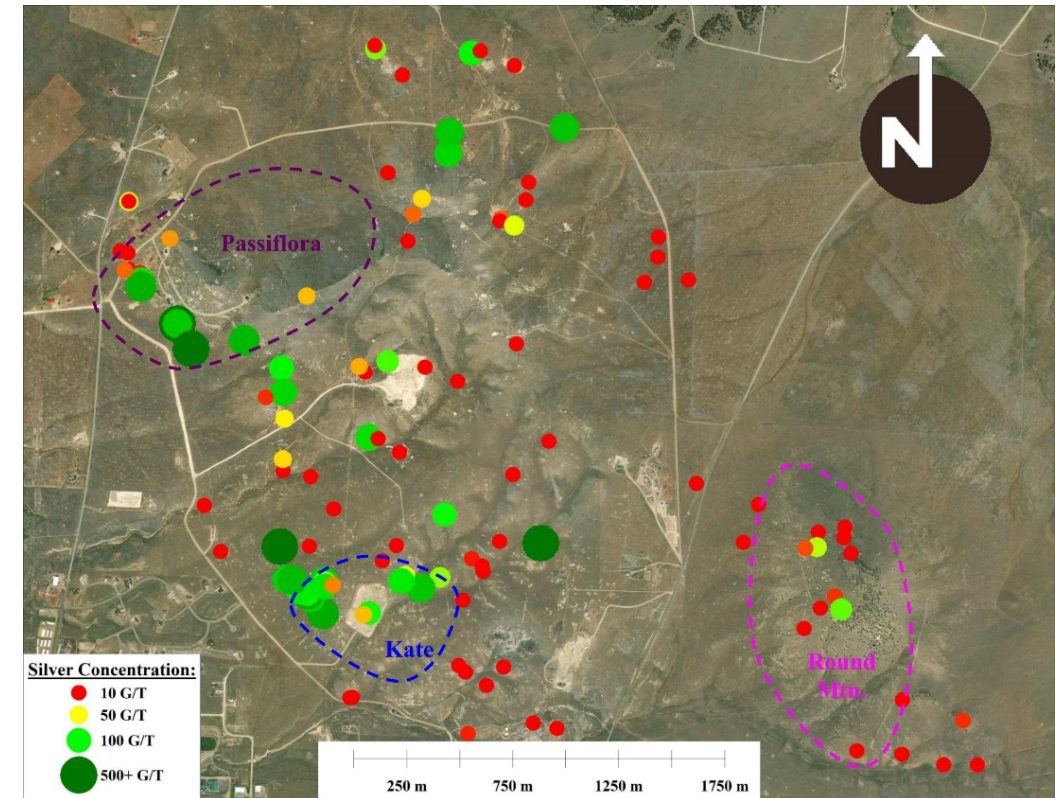 N
Passiflora
Kate
Round
Mtn.
Silver Concentration:
10 G/T
50 G/T
100 G/T
500+ G/T
250 m 750 m 1250 m 1750 m